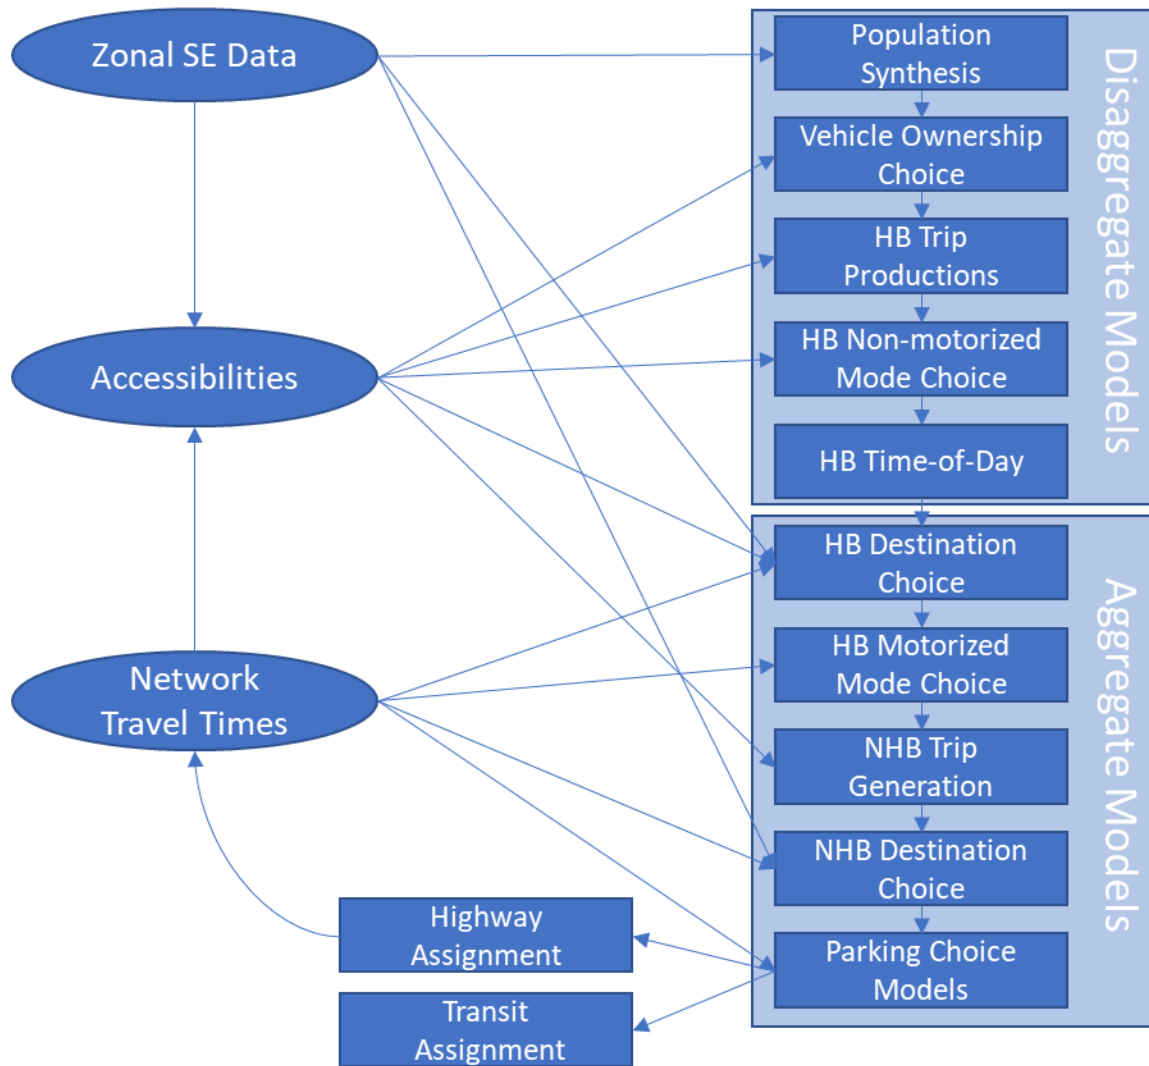 Zonal SE Data
Accessibilities
Network
Travel Times
Highway
Assignment
Transit
Assignment
Population
Synthesis
Vehicle Ownership
Choice
HB Trip
Productions
HB Non-motorized
Mode Choice
HB Time-of-Day
Disaggregate Models
HB Destination
Choice
HB Motorized
Mode Choice
NHB Trip
Generation
NHB Destination
Choice
Parking Choice
Models
Aggregate Models